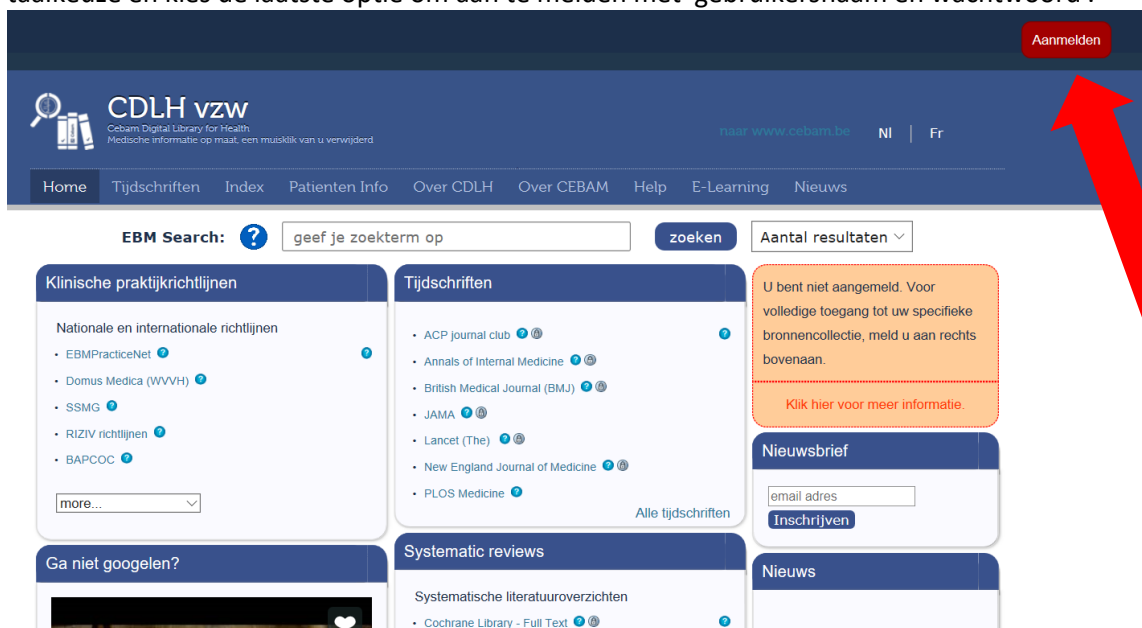 taalkeuze en kies de laatste optie om aan te melden met 'gebruikersnaam en wachtwoord'.
Aanmelden
CDLH vzw
Cebam Digital Library for Health
Medische informatie op maat, een muisklik van u verwijderd
naar www.cebam.be Nl | Fr
Home Tijdschriften Index Patienten Info Over CDLH Over CEBAM Help E-Learning Nieuws
EBM Search: ? geef je zoekterm op zoeken Aantal resultaten
Klinische praktijkrichtlijnen
Nationale en internationale richtlijnen
• EBMPracticeNet ? ?
• Domus Medica (WVVH) ?
• SSMG ?
• RIZIV richtlijnen ?
• BAPCOC ?
more...
Ga niet googelen?
Tijdschriften
• ACP journal club ? ?
• Annals of Internal Medicine ?
• British Medical Journal (BMJ) ?
• JAMA ?
• Lancet (The) ?
• New England Journal of Medicine ?
• PLOS Medicine ?
Alle tijdschriften
Systematic reviews
Systematische literatuuroverzichten
• Cochrane Library - Full Text ? ?
U bent niet aangemeld. Voor
volledige toegang tot uw specifieke
bronnencollectie, meld u aan rechts
bovenaan.
Klik hier voor meer informatie.
Nieuwsbrief
email adres
Inschrijven
Nieuws